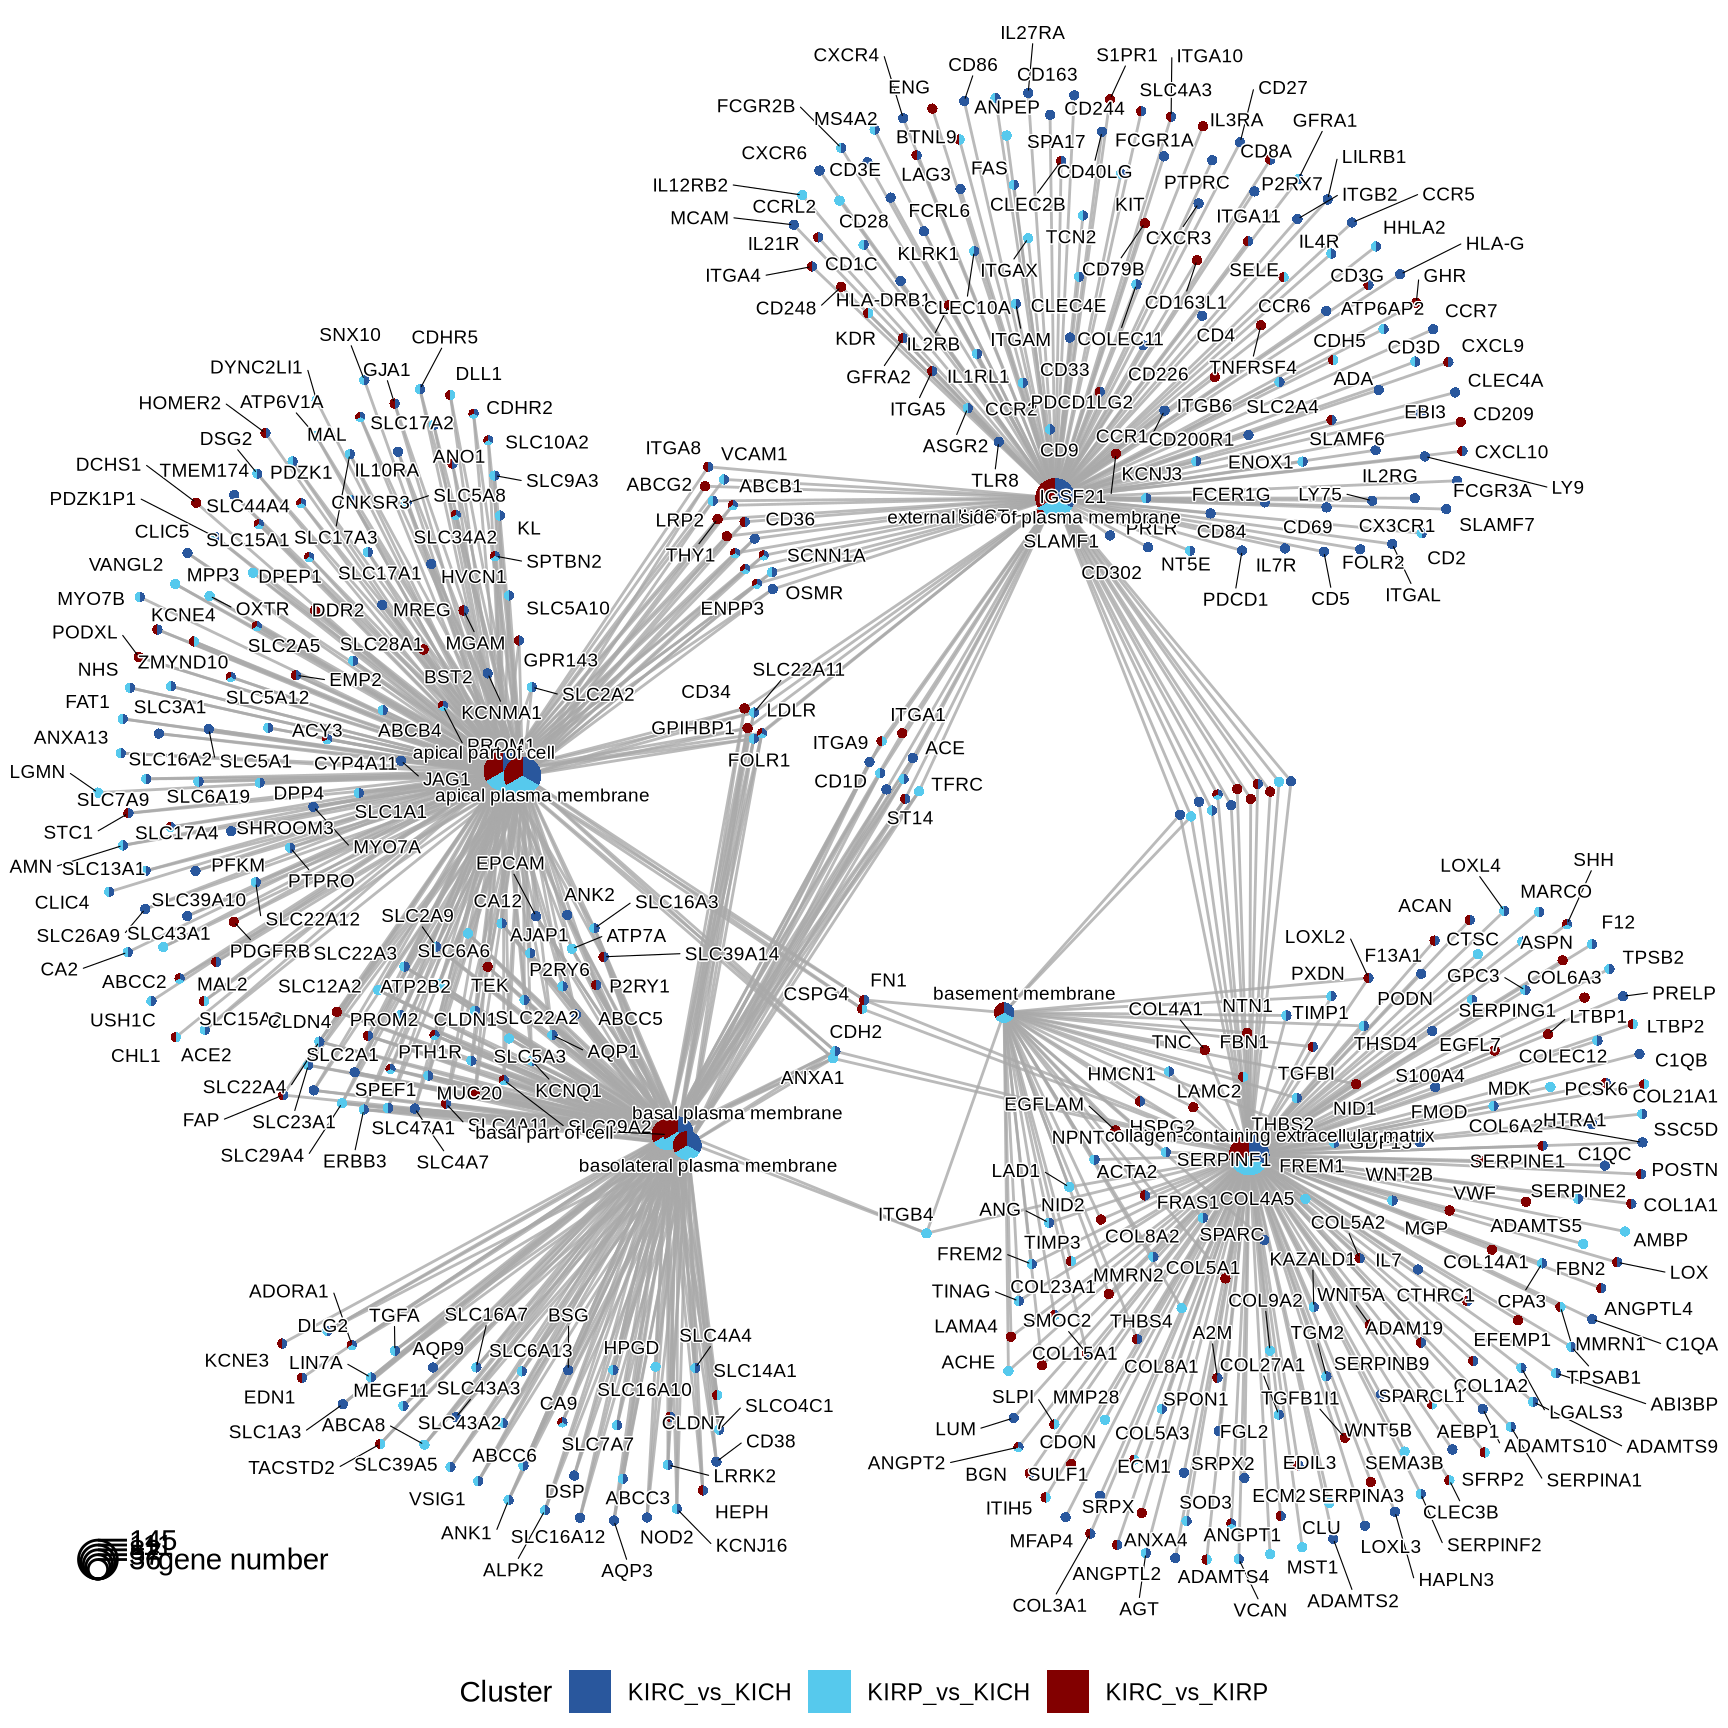 IL27RA
CXCR4
S1PR1
ITGA10
CD86
CD163
ENG
SLC4A3
CD27
FCGR2B
ANPEP
CD244
MS4A2
IL3RA
GFRA1
BTNL9
SPA17
FCGR1A
CXCR6
CD3E
FAS
CD40LG
CD8A
LILRB1
IL12RB2
LAG3
PTPRC
P2RX7
ITGB2
CCR5
CCRL2
FCRL6
CLEC2B
KIT
MCAM
CD28
ITGA11
HHLA2
IL21R
KLRK1
TCN2
CXCR3
IL4R
HLA-G
ITGA4
CD1C
ITGAX
CD79B
SELE
CD3G
GHR
CD248
HLA-DRB1
CLEC10A
CLEC4E
CD163L1
CCR6
ATP6AP2
CCR7
KDR
IL2RB
ITGAM
COLEC11
CD4
CDH5
CD3D
CXCL9
GFRA2
IL1RL1
CD33
CD226
TNFRSF4
ADA
CLEC4A
ITGA5
CCR2
PDCD1LG2
ITGB6
SLC2A4
EBI3
CD209
ASGR2
CD9
CCR1
CD200R1
SLAMF6
CXCL10
TLR8
KCNJ3
ENOX1
IL2RG
LY9
IGSF21
FCER1G
LY75
FCGR3A
external side of plasma membrane
PRLR
CD84
CD69
CX3CR1
SLAMF7
SLAMF1
NT5E
IL7R
FOLR2
CD2
CD302
PDCD1
CD5
ITGAL
SNX10
CDHR5
DYNC2LI1
GJA1
DLL1
HOMER2
ATP6V1A
CDHR2
DSG2
MAL
SLC17A2
SLC10A2
DCHS1
TMEM174
PDZK1
IL10RA
ANO1
SLC9A3
PDZK1P1
SLC44A4
CNKSR3
SLC5A8
CLIC5
SLC15A1
SLC17A3
SLC34A2
KL
VANGL2
MPP3
DPEP1
SLC17A1
HVCN1
SPTBN2
MYO7B
KCNE4
OXTR
DDR2
MREG
SLC5A10
PODXL
SLC2A5
SLC28A1
MGAM
NHS
ZMYND10
EMP2
BST2
GPR143
FAT1
SLC3A1
SLC5A12
KCNMA1
SLC2A2
ANXA13
ACY3
ABCB4
PROM1
apical part of cell
LGMN
SLC16A2
SLC5A1
CYP4A11
JAG1
SLC7A9
SLC6A19
DPP4
SLC1A1
apical plasma membrane
STC1
SLC17A4
SHROOM3
MYO7A
AMN
SLC13A1
PFKM
PTPRO
CLIC4
SLC39A10
SLC22A12
SLC26A9
SLC43A1
PDGFRB
CA2
ABCC2
MAL2
USH1C
CHL1
ACE2
ITGA8
VCAM1
ABCG2
ABCB1
LRP2
CD36
THY1
SCNN1A
ENPP3
OSMR
SLC22A11
CD34
LDLR
GPIHBP1
FOLR1
ITGA1
ITGA9
ACE
CD1D
TFRC
ST14
EPCAM
CA12
ANK2
SLC16A3
SLC2A9
AJAP1
ATP7A
SLC22A3
SLC6A6
SLC39A14
P2RY6
SLC12A2
ATP2B2
TEK
P2RY1
CLDN4
PROM2
CLDN1
SLC22A2
ABCC5
SLC2A1
PTH1R
SLC5A3
AQP1
SLC22A4
SPEF1
MUC20
KCNQ1
FAP
SLC23A1
SLC47A1
SLC4A11
SLC29A2
SLC29A4
ERBB3
SLC4A7
basal plasma membrane
basal part of cell
basolateral plasma membrane
FN1
CSPG4
CDH2
ANXA1
ITGB4
basement membrane
ADORA1
DLG2
TGFA
SLC16A7
BSG
SLC4A4
KCNE3
LIN7A
AQP9
SLC6A13
HPGD
SLC14A1
EDN1
MEGF11
SLC43A3
SLC16A10
SLCO4C1
SLC1A3
ABCA8
SLC43A2
CA9
CLDN7
CD38
TACSTD2
SLC39A5
ABCC6
SLC7A7
LRRK2
VSIG1
DSP
ABCC3
HEPH
ANK1
SLC16A12
NOD2
KCNJ16
ALPK2
AQP3
LOXL4
SHH
ACAN
MARCO
F12
LOXL2
F13A1
CTSC
ASPN
TPSB2
PXDN
GPC3
COL6A3
PRELP
COL4A1
NTN1
TIMP1
PODN
SERPING1
LTBP1
LTBP2
TNC
FBN1
THSD4
EGFL7
COLEC12
C1QB
HMCN1
LAMC2
TGFBI
S100A4
MDK
PCSK6
COL21A1
EGFLAM
HSPG2
THBS2
NID1
FMOD
COL6A2
HTRA1
SSC5D
NPNT
collagen-containing extracellular matrix
LAD1
ACTA2
SERPINF1
FREM1
WNT2B
SERPINE1
C1QC
POSTN
ANG
NID2
FRAS1
COL4A5
VWF
SERPINE2
COL1A1
FREM2
TIMP3
COL8A2
SPARC
COL5A2
MGP
ADAMTS5
AMBP
TINAG
COL23A1
MMRN2
COL5A1
KAZALD1
IL7
COL14A1
FBN2
LOX
LAMA4
SMOC2
THBS4
COL9A2
WNT5A
CTHRC1
CPA3
ANGPTL4
ACHE
COL15A1
A2M
TGM2
ADAM19
EFEMP1
MMRN1
C1QA
COL8A1
COL27A1
SERPINB9
TPSAB1
SLPI
MMP28
SPON1
TGFB1I1
SPARCL1
COL1A2
LGALS3
ABI3BP
LUM
CDON
COL5A3
FGL2
WNT5B
AEBP1
ADAMTS10
ADAMTS9
ANGPT2
BGN
SULF1
ECM1
SRPX2
EDIL3
SEMA3B
SFRP2
SERPINA1
ITIH5
SRPX
SOD3
ECM2
SERPINA3
CLEC3B
MFAP4
ANXA4
ANGPT1
CLU
LOXL3
SERPINF2
ANGPTL2
ADAMTS4
MST1
HAPLN3
COL3A1
AGT
VCAN
ADAMTS2
145
36
gene number
Cluster
KIRC_vs_KICH
KIRP_vs_KICH
KIRC_vs_KIRP